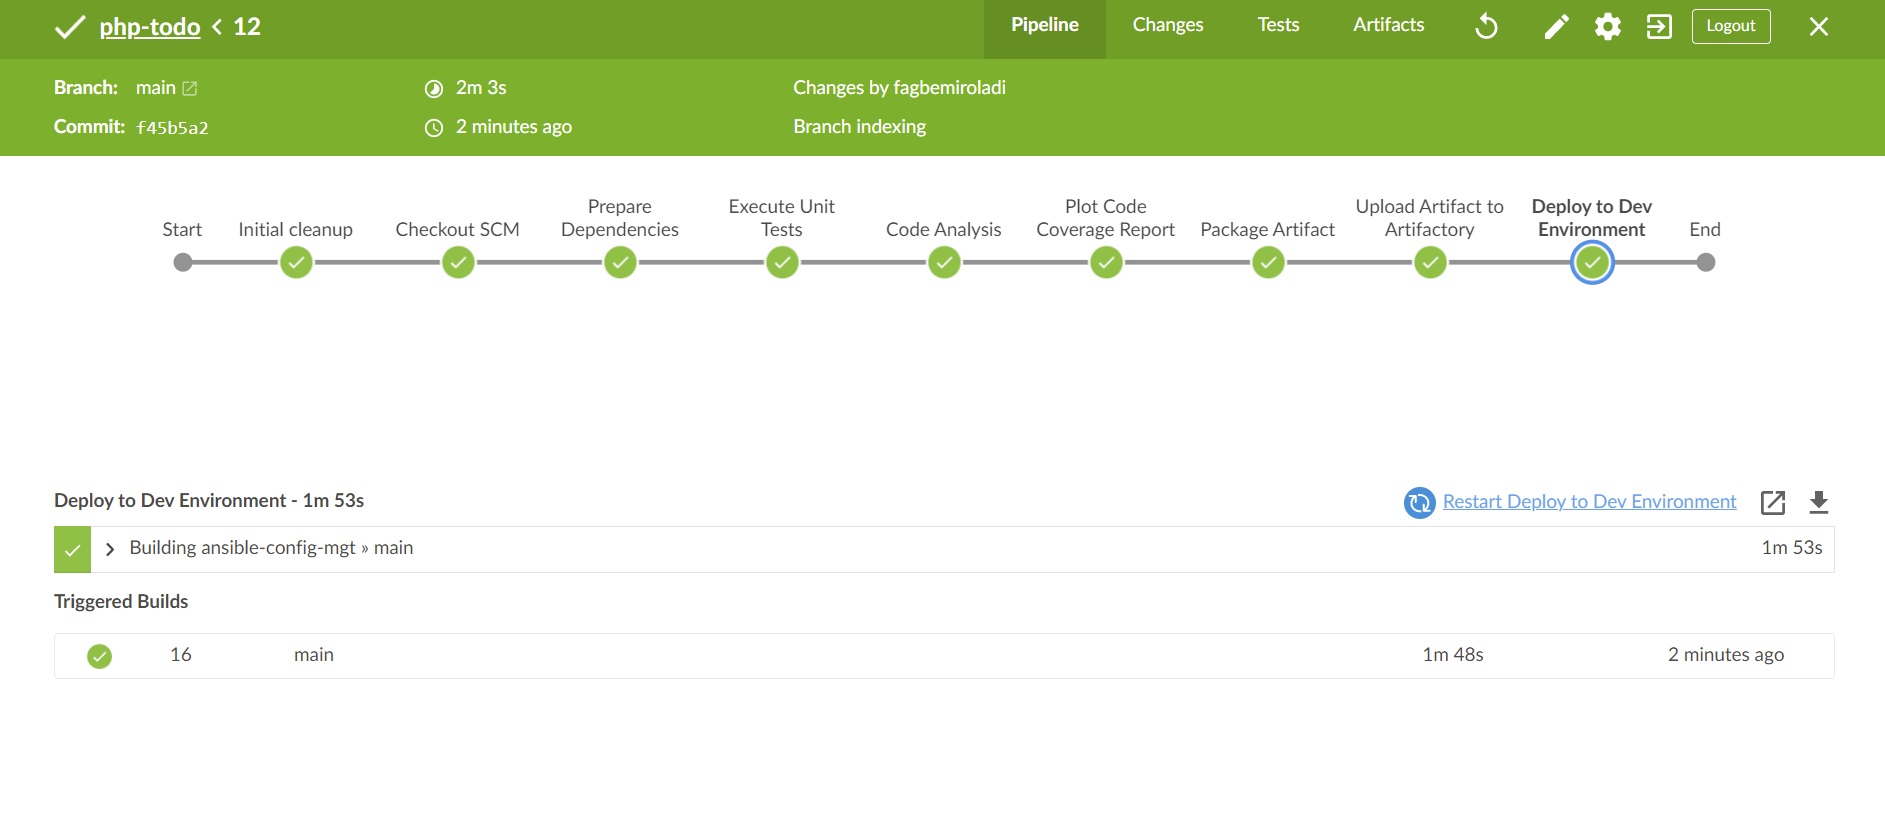 php-todo < 12
Pipeline
Changes
Tests
Artifacts
Logout
Branch: main
2m 3s
Changes by fagbemiroladi
Commit: f45b5a2
2 minutes ago
Branch indexing
Start
Initial cleanup
Checkout SCM
Prepare
Dependencies
Execute Unit
Tests
Code Analysis
Plot Code
Coverage Report
Package Artifact
Upload Artifact to
Artifactory
Deploy to Dev
Environment
End
Deploy to Dev Environment - 1m 53s
Restart Deploy to Dev Environment
Building ansible-config-mgt » main
1m 53s
Triggered Builds
16 main 1m 48s 2 minutes ago